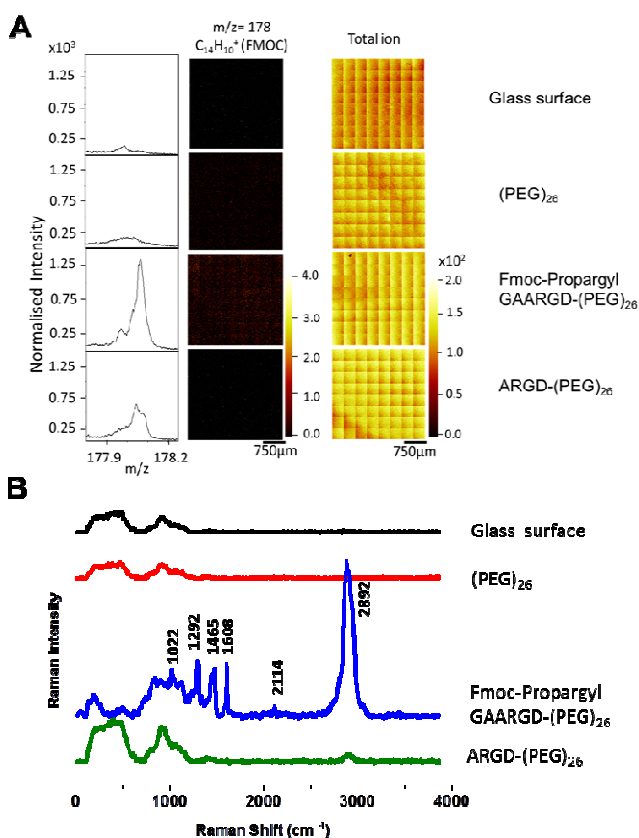 A
m/z= 178
C₁₄H₁₀⁺ (FMOC)
Total ion
x10³
1.25
0.75
0.25
Glass surface
1.25
0.75
0.25
(PEG)₂₆
1.25
0.75
0.25
4.0
3.0
2.0
1.0
0.0
x10²
2.0
1.5
1.0
0.5
x0.0
Fmoc-Propargyl
GAARGD-(PEG)₂₆
1.25
0.75
0.25
ARGD-(PEG)₂₆
Normalised Intensity
177.9
178.2
m/z
750µm
750µm
B
Glass surface
(PEG)₂₆
1022
1292
1465
1608
2114
2892
Fmoc-Propargyl
GAARGD-(PEG)₂₆
ARGD-(PEG)₂₆
Raman Intensity
0
1000
2000
3000
4000
Raman Shift (cm⁻¹)